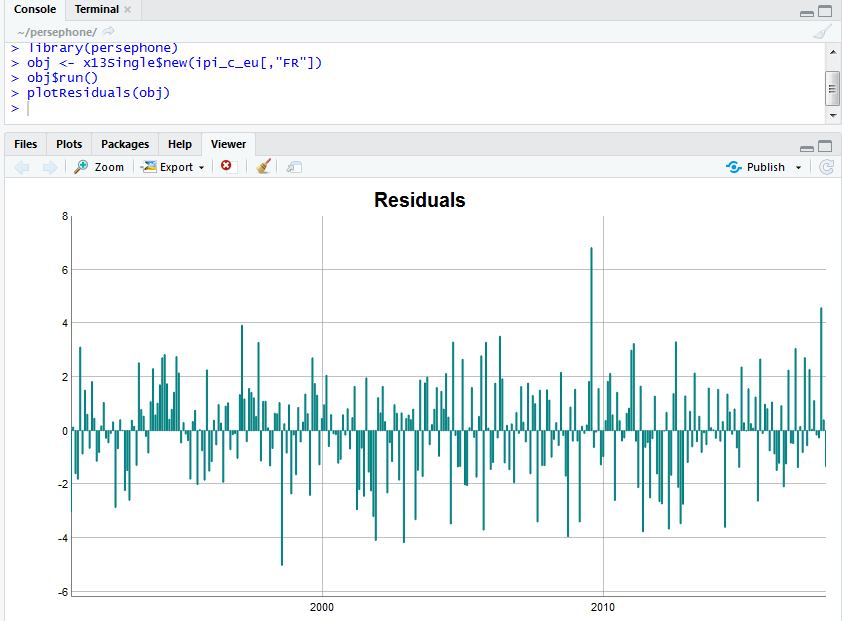 Console Terminal ×
~/persephone/
> library(persephone)
> obj <- x13Single$new(ipi_c_eu[,"FR"])
> obj$run()
> plotResiduals(obj)
>
Files Plots Packages Help Viewer
Zoom Export Publish
Residuals
8
6
4
2
0
-2
-4
-6
2000 2010